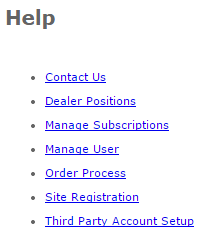 Help
Contact Us
Dealer Positions
Manage Subscriptions
Manage User
Order Process
Site Registration
Third Party Account Setup